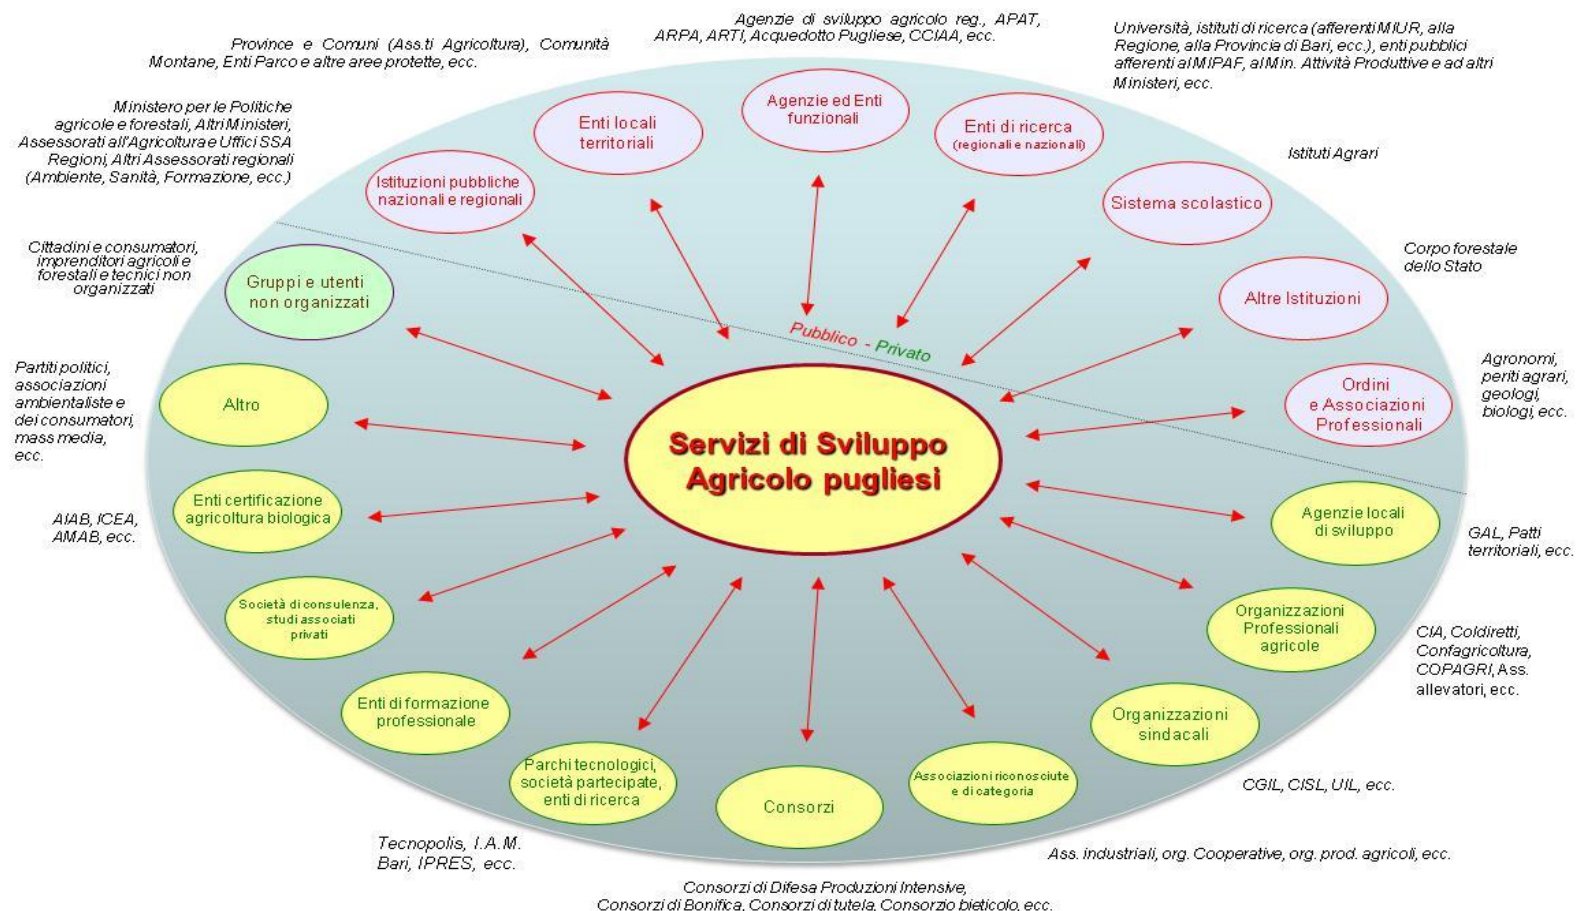 Agenzie di sviluppo agricolo reg., APAT,
ARPA, ARTI, Acquedotto Pugliese, CCIAA, ecc.
Università, istituti di ricerca (afferenti MIUR, alla
Regione, alla Provincia di Bari, ecc.), enti pubblici
afferenti al MIPAF, al Min. Attività Produttive e ad altri
Ministeri, ecc.
Province e Comuni (Ass.ti Agricoltura), Comunità
Montane, Enti Parco e altre aree protette, ecc.
Ministero per le Politiche
agricole e forestali, Altri Ministeri,
Assessorati all'Agricoltura e Uffici SSA
Regioni, Altri Assessorati regionali
(Ambiente, Sanità, Formazione, ecc.)
Istituzioni pubbliche
nazionali e regionali
Enti locali
territoriali
Agenzie ed Enti
funzionali
Enti di ricerca
(regionali e nazionali)
Istituti Agrari
Sistema scolastico
Corpo forestale
dello Stato
Altre Istituzioni
Cittadini e consumatori,
imprenditori agricoli e
forestali e tecnici non
organizzati
Gruppi e utenti
non organizzati
Pubblico - Privato
Agronomi,
periti agrari,
geologi,
biologi, ecc.
Ordini
e Associazioni
Professionali
Partiti politici,
associazioni
ambientaliste e
dei consumatori,
mass media,
ecc.
Altro
Servizi di Sviluppo
Agricolo pugliesi
Enti certificazione
agricoltura biologica
AIAB, ICEA,
AMAB, ecc.
Agenzie locali
di sviluppo
GAL, Patti
territoriali, ecc.
Società di consulenza,
studi associati
privati
Organizzazioni
Professionali
agricole
CIA, Coldiretti,
Confagricoltura,
COPAGRI, Ass.
allevatori, ecc.
Enti di formazione
professionale
Organizzazioni
sindacali
CGIL, CISL, UIL, ecc.
Parchi tecnologici,
società partecipate,
enti di ricerca
Consorzi
Associazioni riconosciute
e di categoria
Tecnopolis, I.A.M.
Bari, IPRES, ecc.
Ass. industriali, org. Cooperative, org. prod. agricoli, ecc.
Consorzi di Difesa Produzioni Intensive,
Consorzi di Bonifica, Consorzi di tutela, Consorzio bieticolo, ecc.